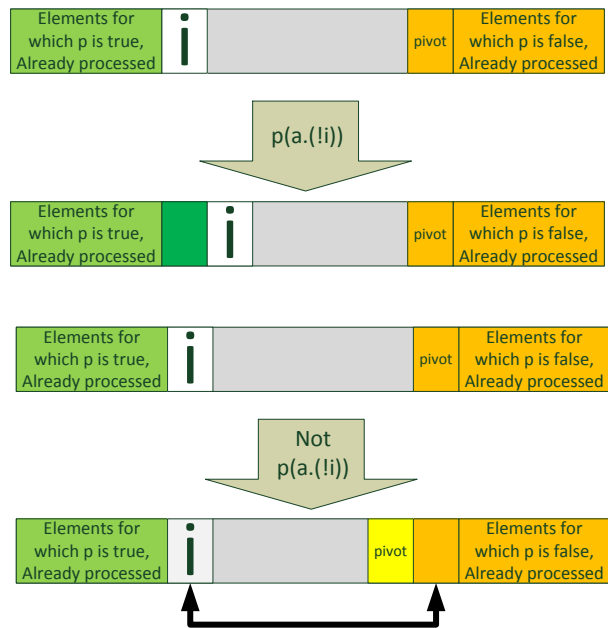 Elements for
which p is true,
Already processed
i
pivot
Elements for
which p is false,
Already processed
p(a.(!i))
Elements for
which p is true,
Already processed
i
pivot
Elements for
which p is false,
Already processed
Elements for
which p is true,
Already processed
i
pivot
Elements for
which p is false,
Already processed
Not
p(a.(!i))
Elements for
which p is true,
Already processed
i
pivot
Elements for
which p is false,
Already processed